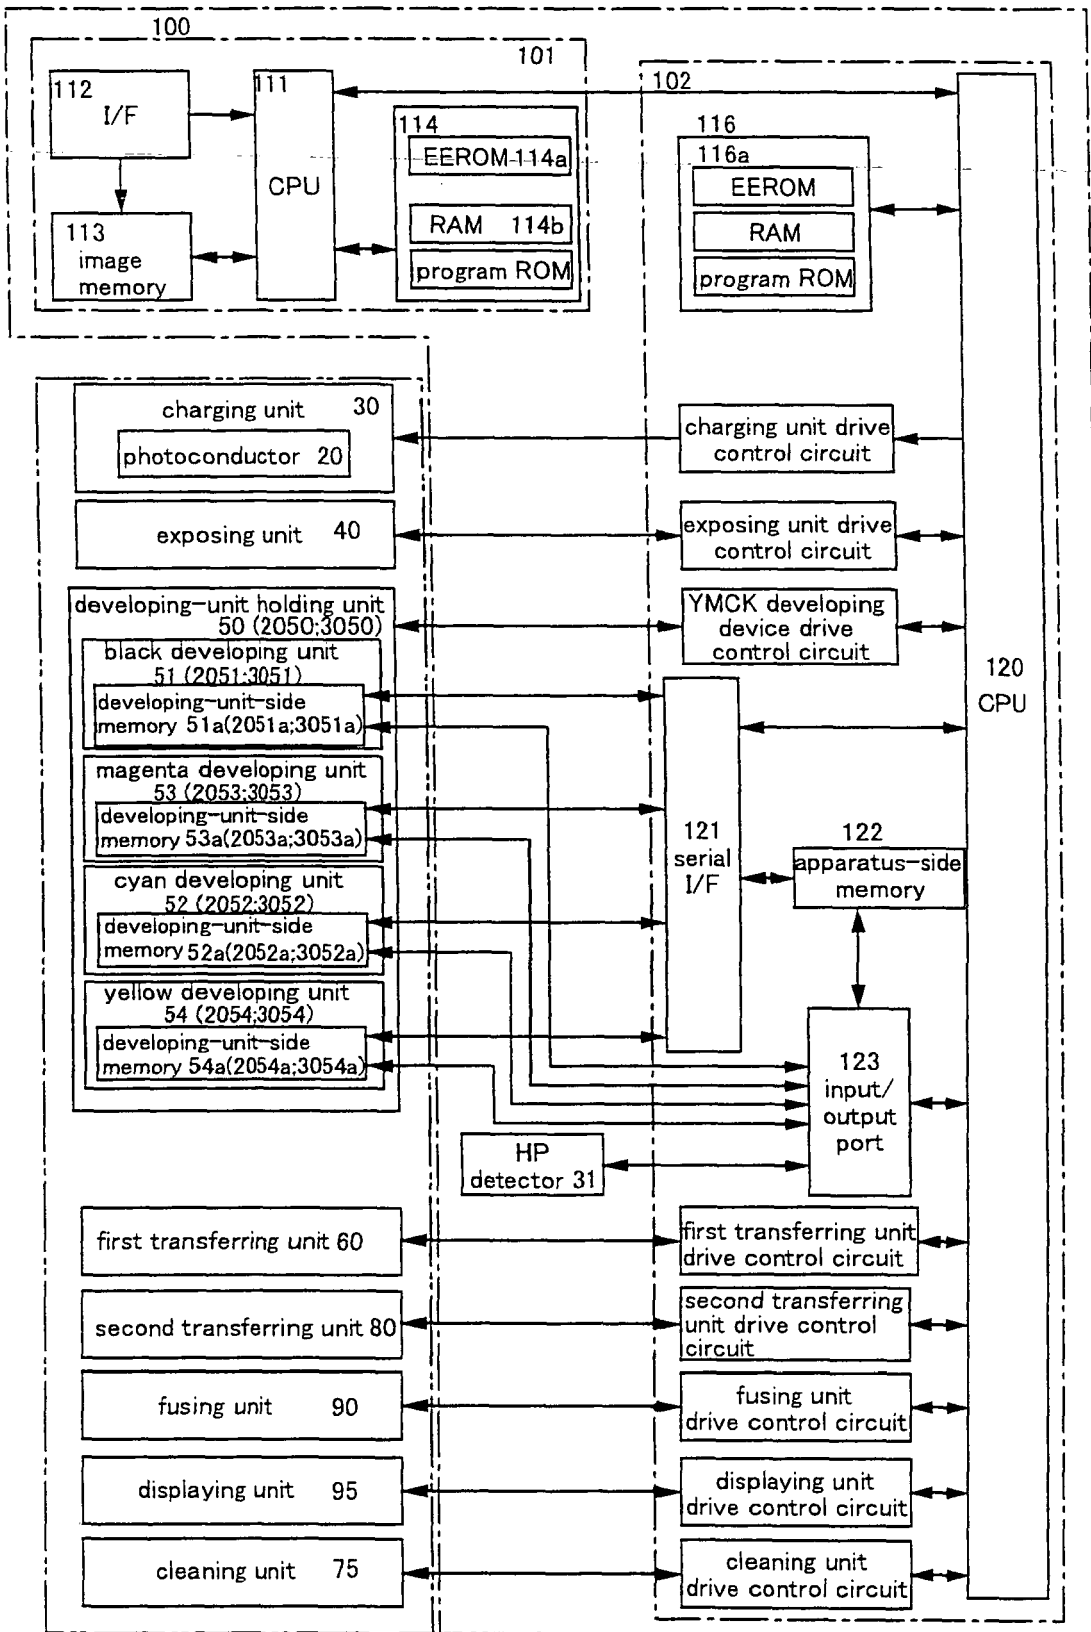 100
101
112
I/F
111
CPU
113
image
memory
114
EEROM 114a
RAM 114b
program ROM
102
116
116a
EEROM
RAM
program ROM
charging unit 30
photoconductor 20
charging unit drive
control circuit
exposing unit 40
exposing unit drive
control circuit
developing-unit holding unit
50 (2050;3050)
YMCK developing
device drive
control circuit
black developing unit
51 (2051;3051)
developing-unit-side
memory 51a(2051a;3051a)
magenta developing unit
53 (2053;3053)
developing-unit-side
memory 53a(2053a;3053a)
cyan developing unit
52 (2052;3052)
developing-unit-side
memory 52a(2052a;3052a)
yellow developing unit
54 (2054;3054)
developing-unit-side
memory 54a(2054a;3054a)
120
CPU
121
serial
I/F
122
apparatus-side
memory
123
input/
output
port
HP
detector 31
first transferring unit 60
first transferring unit
drive control circuit
second transferring unit 80
second transferring
unit drive control
circuit
fusing unit 90
fusing unit
drive control circuit
displaying unit 95
displaying unit
drive control circuit
cleaning unit 75
cleaning unit
drive control circuit